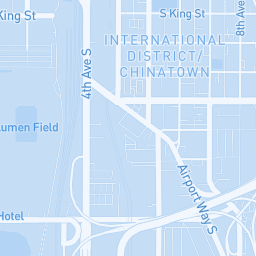 S King St
King St
8th Ave
INTERNATIONAL
DISTRICT/
CHINATOWN
4th Ave S
umen Field
Airport Way S
Hotel